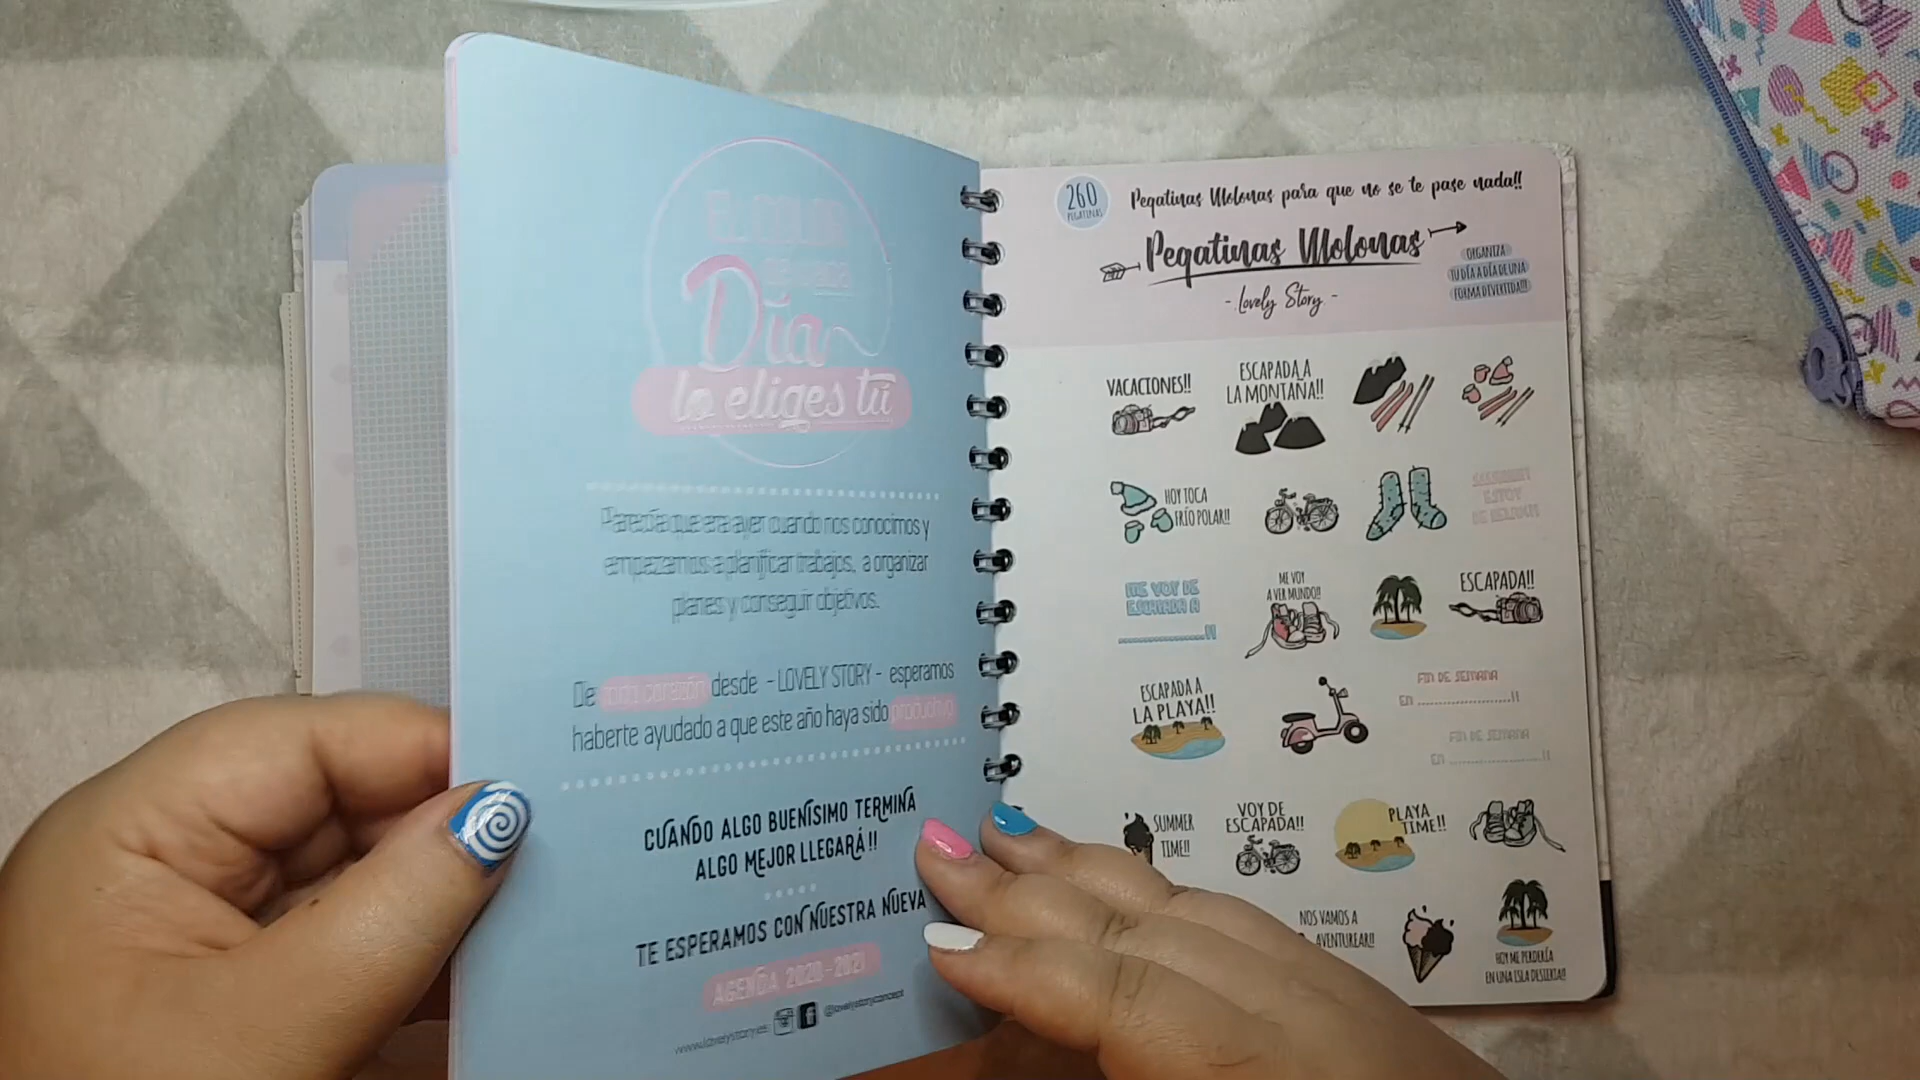 EL COLOR
de cada
Día
lo eliges tú
Parecía que era ayer cuando nos conocimos y
empezamos a planificar trabajos, a organizar
planes y conseguir objetivos.
De todo corazón desde - LOVELY STORY - esperamos
haberte ayudado a que este año haya sido productivo
CUANDO ALGO BUENÍSIMO TERMINA
ALGO MEJOR LLEGARÁ!!
TE ESPERAMOS CON NUESTRA NUEVA
AGENDA 2020-2021
www.lovelystory.es
@lovelystoryconcept
260
PEGATINAS
Pegatinas Molonas para que no se te pase nada!!
Pegatinas Molonas
- Lovely Story -
ORGANIZA
TU DÍA A DÍA DE UNA
FORMA DIVERTIDA!!!
VACACIONES!!
ESCAPADA A
LA MONTAÑA!!
HOY TOCA
FRÍO POLAR!!
ESTOY
ME VOY DE
ESCAPADA A
..................!!
ME VOY
A VER MUNDO!!
ESCAPADA!!
ESCAPADA A
LA PLAYA!!
FIN DE SEMANA
EN ....................!!
FIN DE SEMANA
EN ....................!!
SUMMER
TIME!!
VOY DE
ESCAPADA!!
PLAYA
TIME!!
NOS VAMOS A
AVENTUREAR!!
HOY ME PERDERÍA
EN UNA ISLA DESIERTA!!